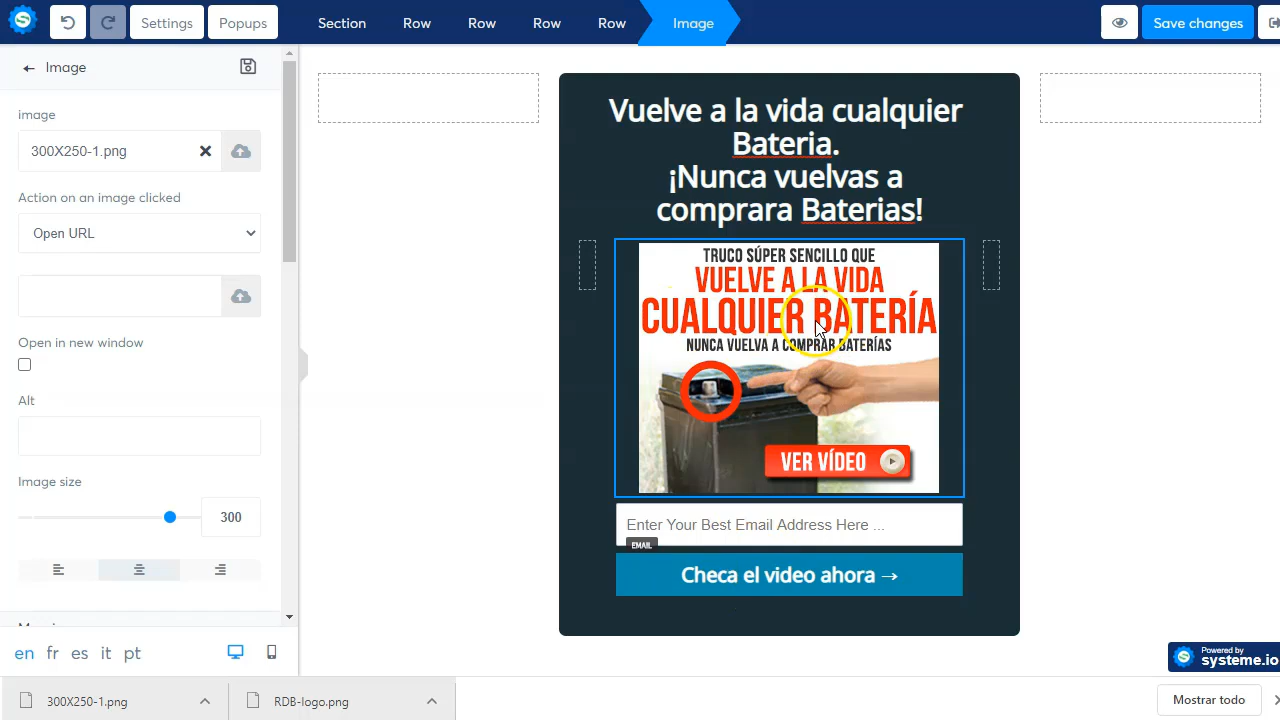 Settings
Popups
Section
Row
Row
Row
Row
Image
Save changes
Image
image
300X250-1.png
Action on an image clicked
Open URL
Open in new window
Alt
Image size
300
en fr es it pt
Vuelve a la vida cualquier
Bateria.
¡Nunca vuelvas a
comprara Baterias!
TRUCO SÚPER SENCILLO QUE
VUELVE A LA VIDA
CUALQUIER BATERÍA
NUNCA VUELVA A COMPRAR BATERÍAS
VER VÍDEO
Enter Your Best Email Address Here ...
EMAIL
Checa el video ahora →
Powered by
systeme.io
300X250-1.png
RDB-logo.png
Mostrar todo